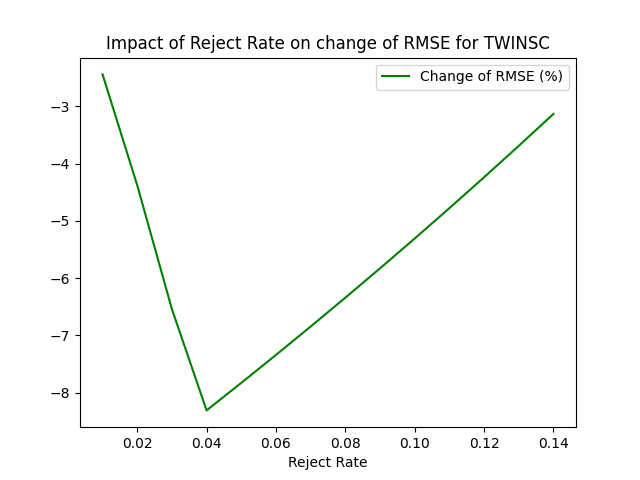 Impact of Reject Rate on change of RMSE for TWINSC
Change of RMSE (%)
−3
−4
−5
−6
−7
−8
0.02 0.04 0.06 0.08 0.10 0.12 0.14
Reject Rate